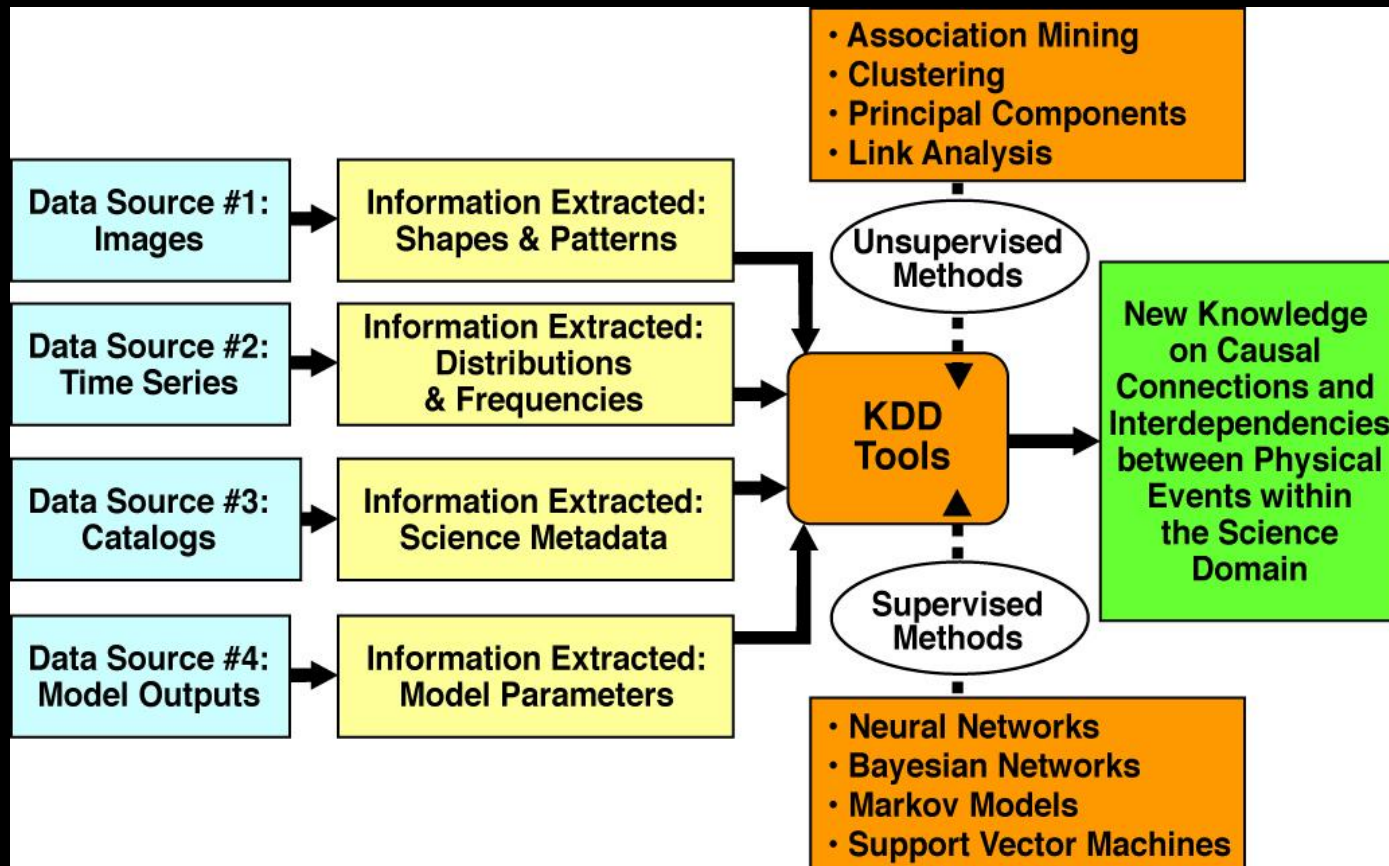 Data Source #1:
Images
Information Extracted:
Shapes & Patterns
Data Source #2:
Time Series
Information Extracted:
Distributions
& Frequencies
Data Source #3:
Catalogs
Information Extracted:
Science Metadata
Data Source #4:
Model Outputs
Information Extracted:
Model Parameters
• Association Mining
• Clustering
• Principal Components
• Link Analysis
Unsupervised
Methods
KDD
Tools
Supervised
Methods
• Neural Networks
• Bayesian Networks
• Markov Models
• Support Vector Machines
New Knowledge
on Causal
Connections and
Interdependencies
between Physical
Events within
the Science
Domain